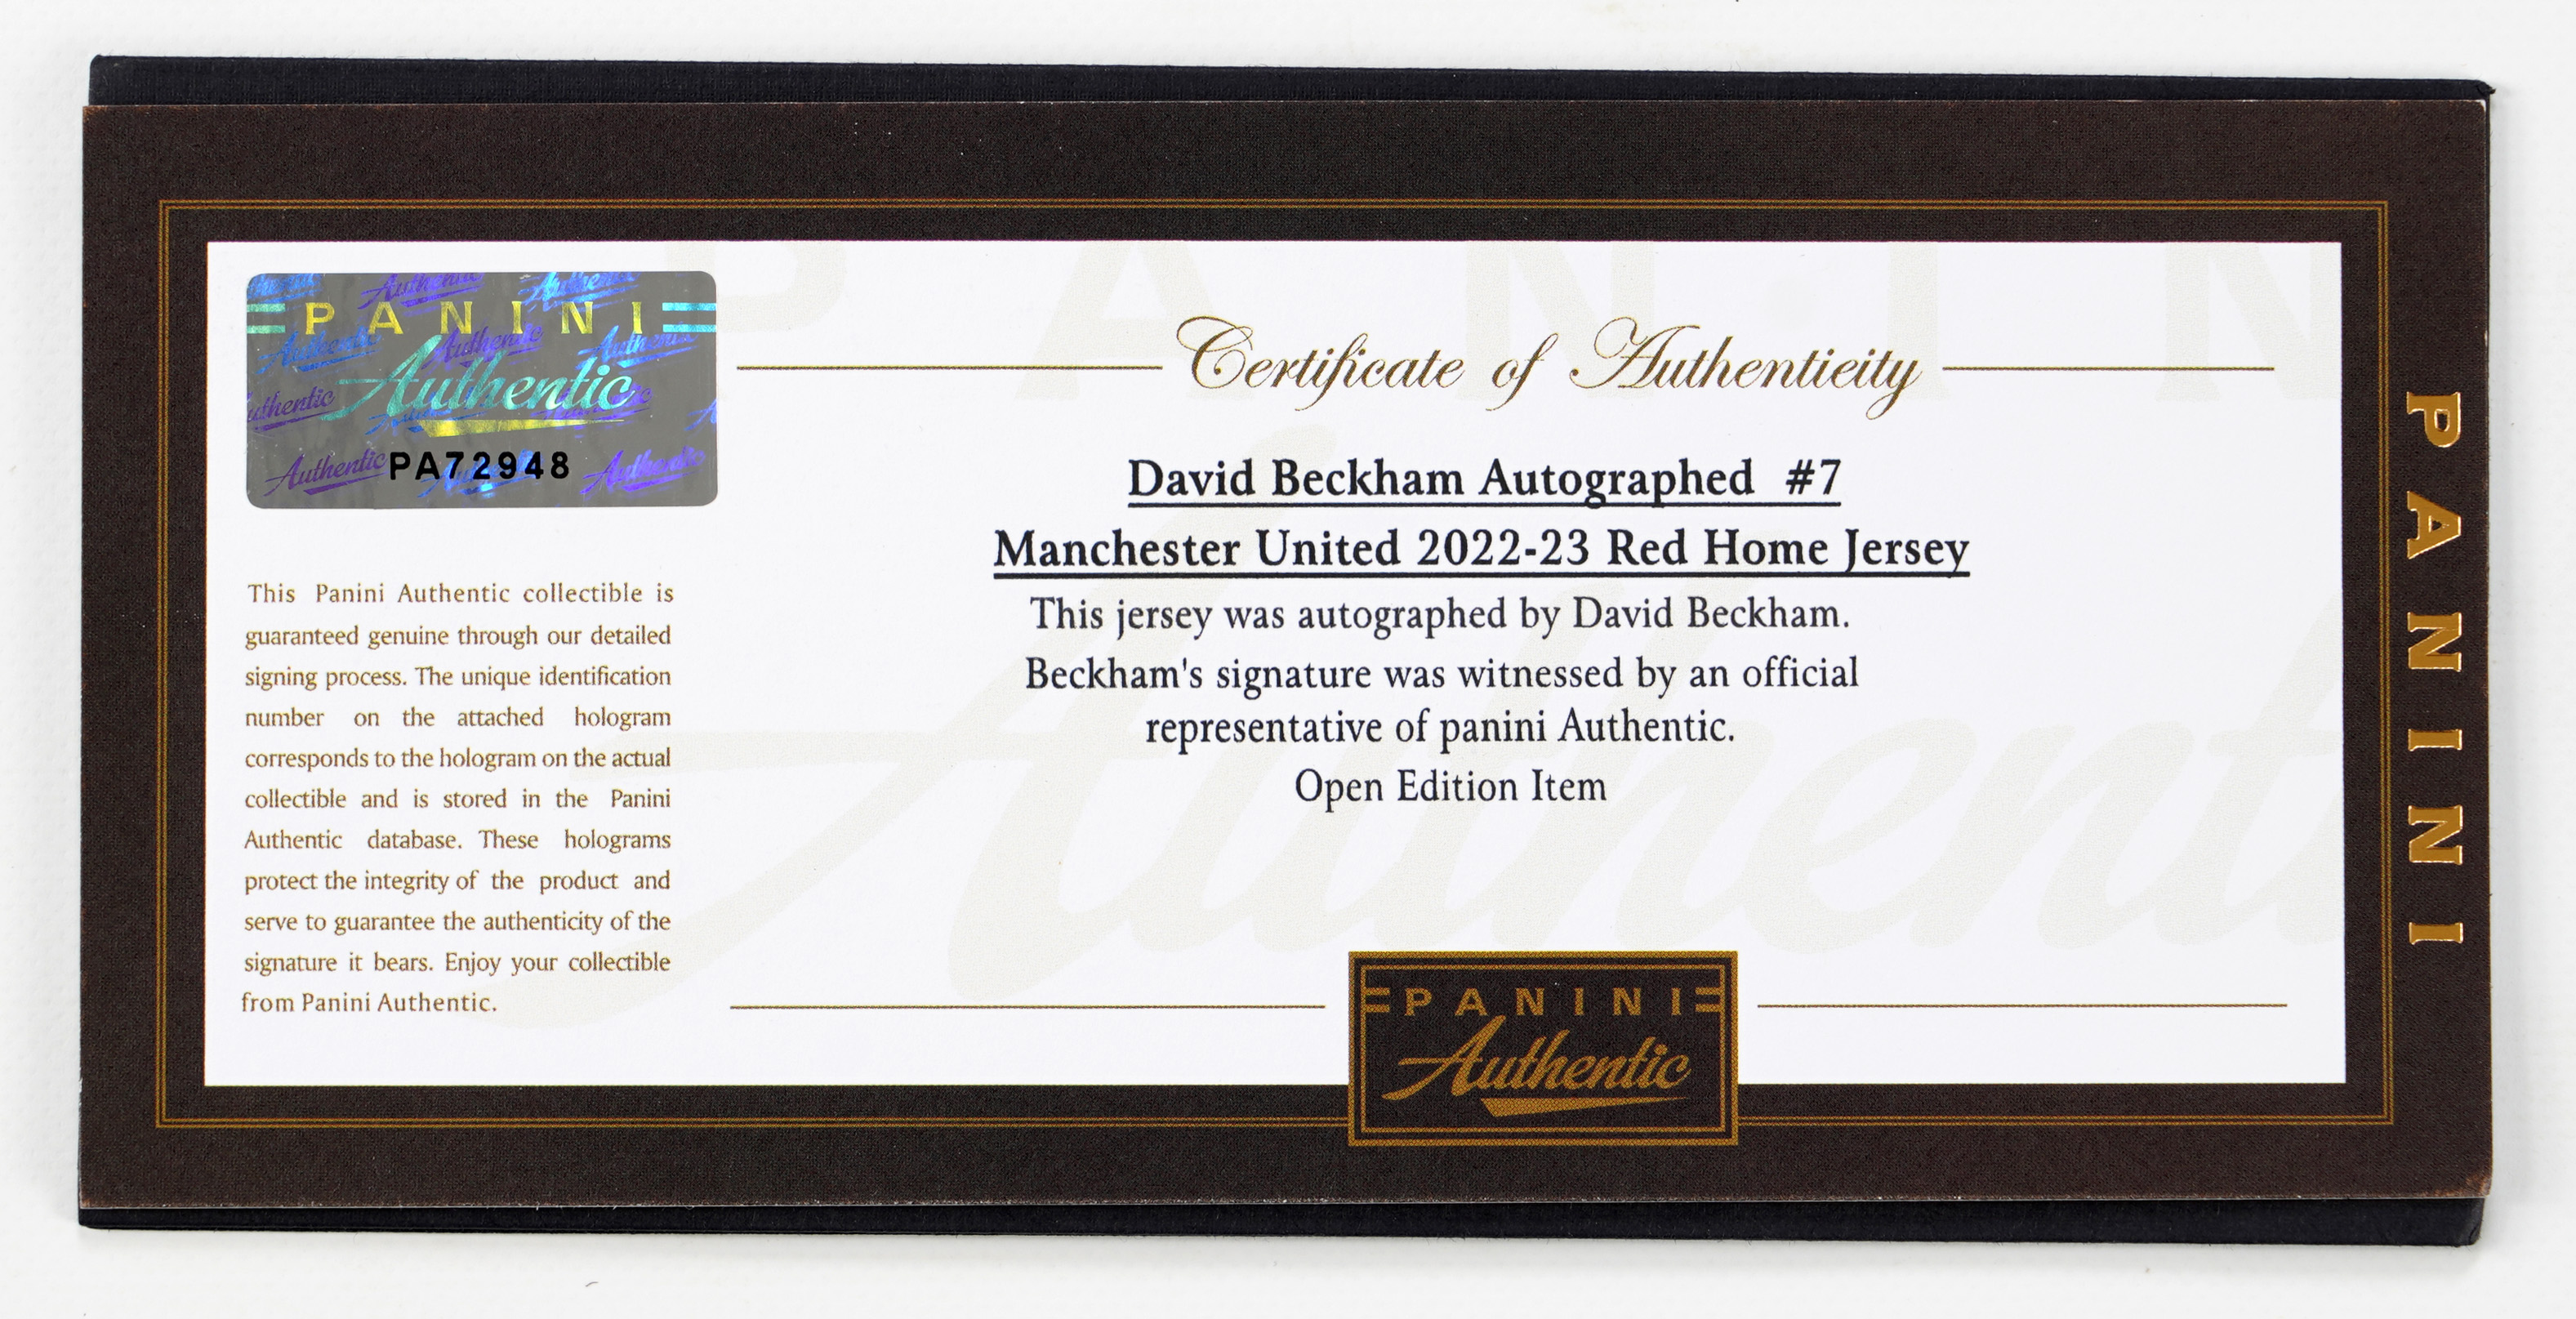 PANINI
Authentic
PA72948
This Panini Authentic collectible is
guaranteed genuine through our detailed
signing process. The unique identification
number on the attached hologram
corresponds to the hologram on the actual
collectible and is stored in the Panini
Authentic database. These holograms
protect the integrity of the product and
serve to guarantee the authenticity of the
signature it bears. Enjoy your collectible
from Panini Authentic.
Certificate of Authenticity
David Beckham Autographed #7
Manchester United 2022-23 Red Home Jersey
This jersey was autographed by David Beckham.
Beckham's signature was witnessed by an official
representative of panini Authentic.
Open Edition Item
PANINI
Authentic
PANINI